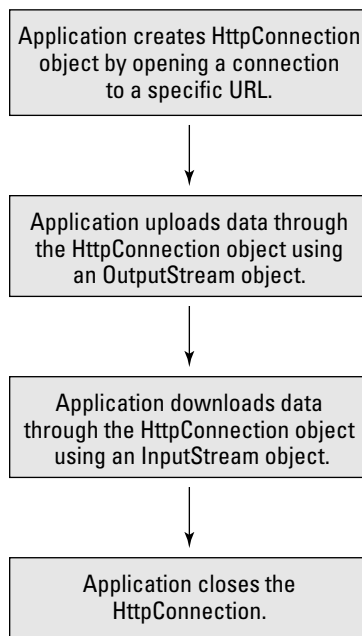 Application creates HttpConnection
object by opening a connection
to a specific URL.
Application uploads data through
the HttpConnection object using
an OutputStream object.
Application downloads data
through the HttpConnection object
using an InputStream object.
Application closes the
HttpConnection.